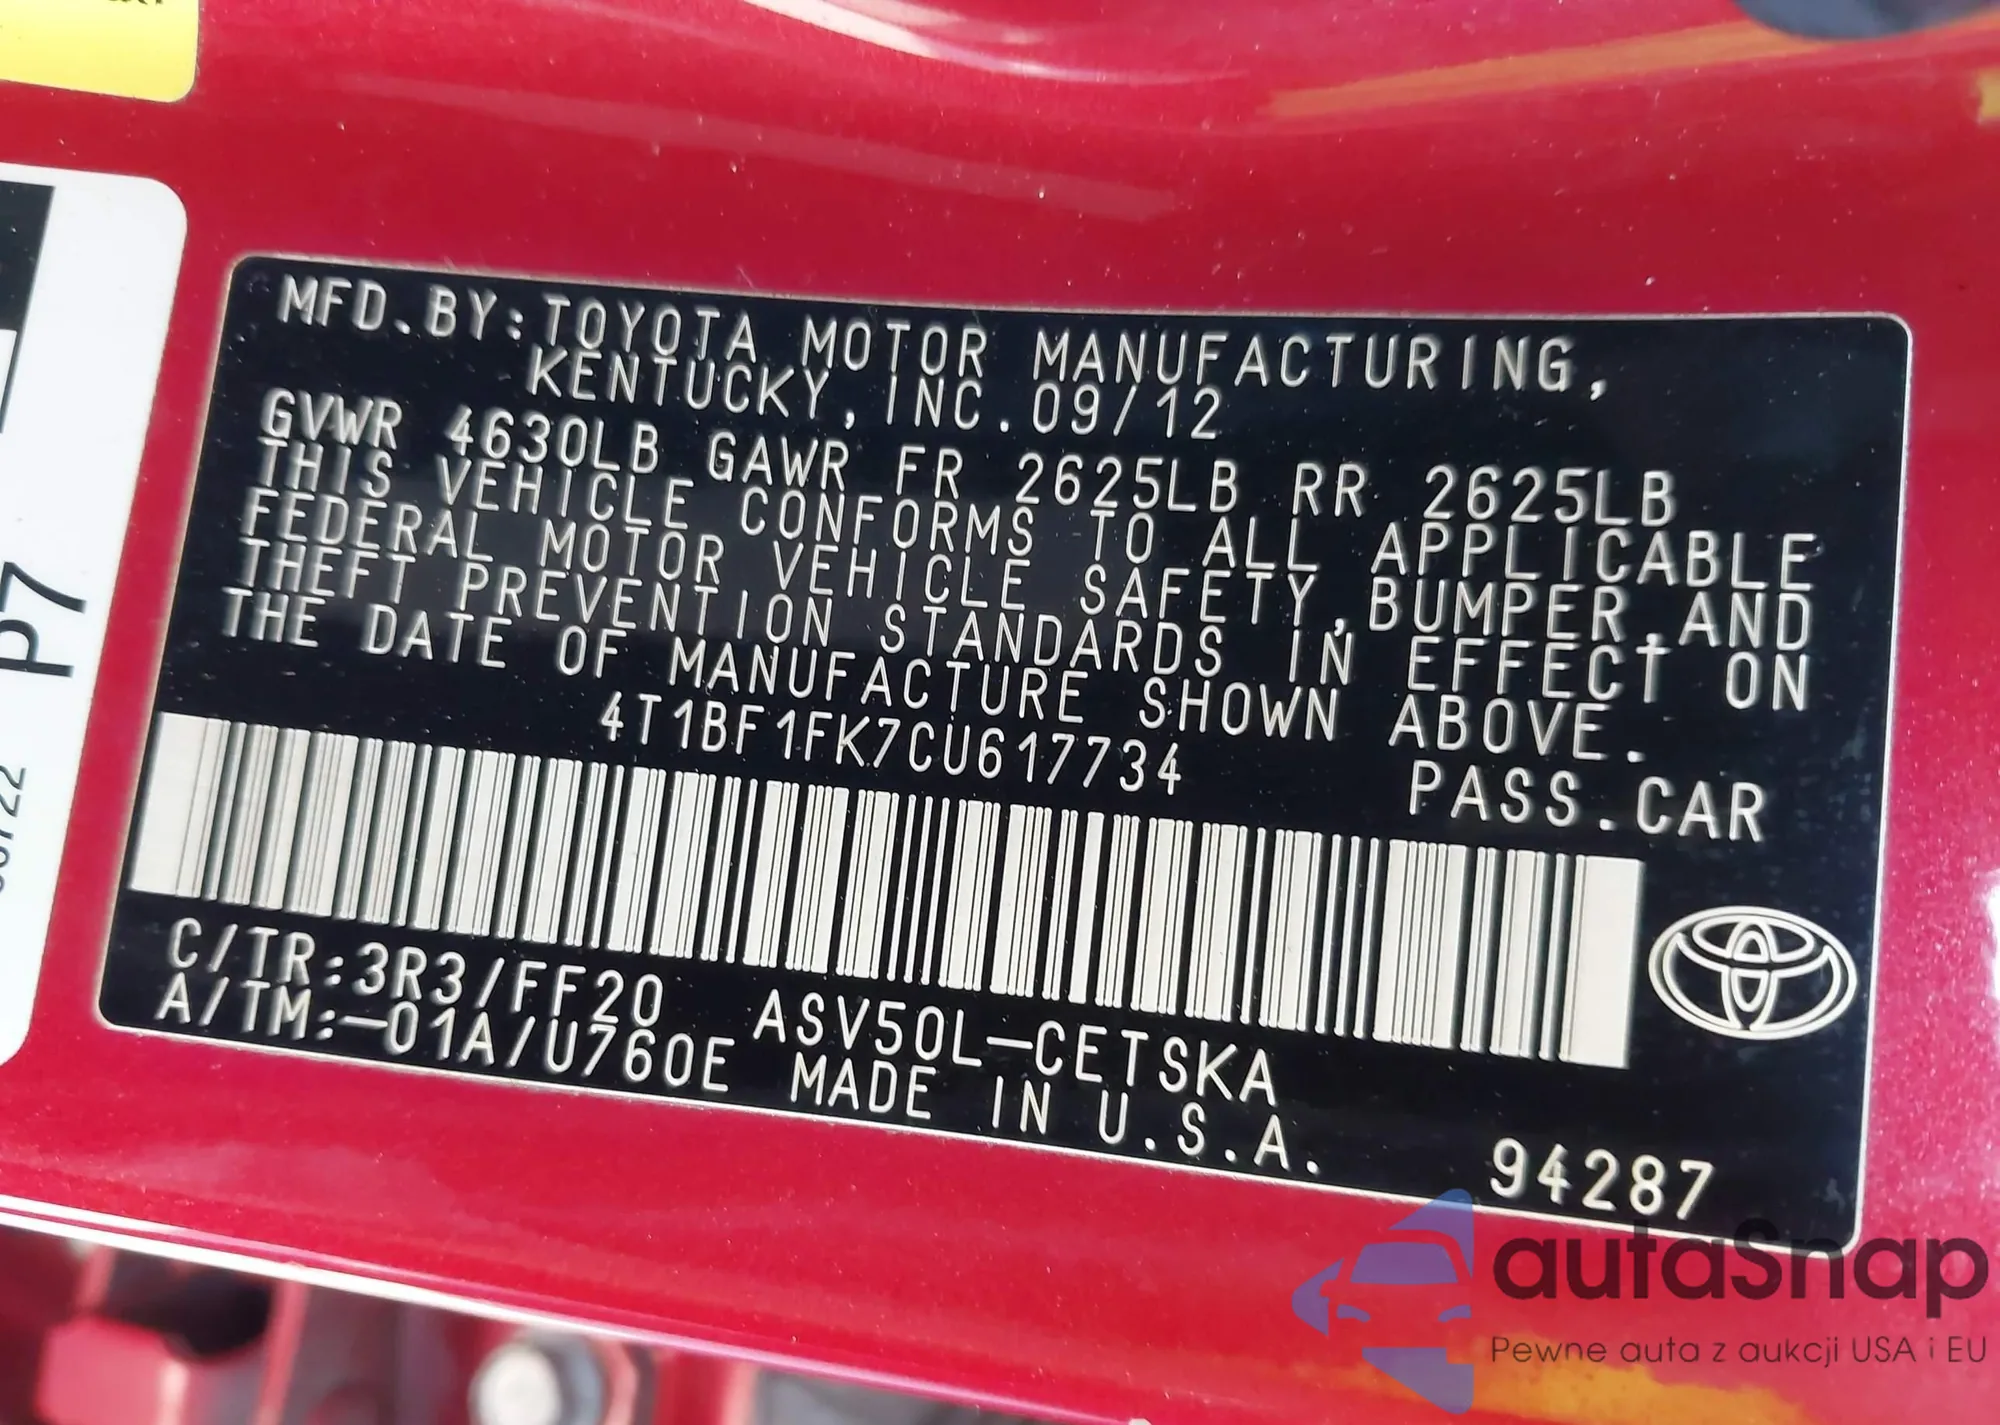 MFD.BY:TOYOTA MOTOR MANUFACTURING,
KENTUCKY,INC.09/12
GVWR 4630LB GAWR FR 2625LB RR 2625LB
THIS VEHICLE CONFORMS TO ALL APPLICABLE
FEDERAL MOTOR VEHICLE SAFETY,BUMPER,AND
THEFT PREVENTION STANDARDS IN EFFECT ON
THE DATE OF MANUFACTURE SHOWN ABOVE.
4T1BF1FK7CU617734
PASS.CAR
C/TR:3R3/FF20 ASV50L-CETSKA
A/TM:-01A/U760E MADE IN U.S.A.
94287
P7
autaSnap
Pewne auta z aukcji USA i EU